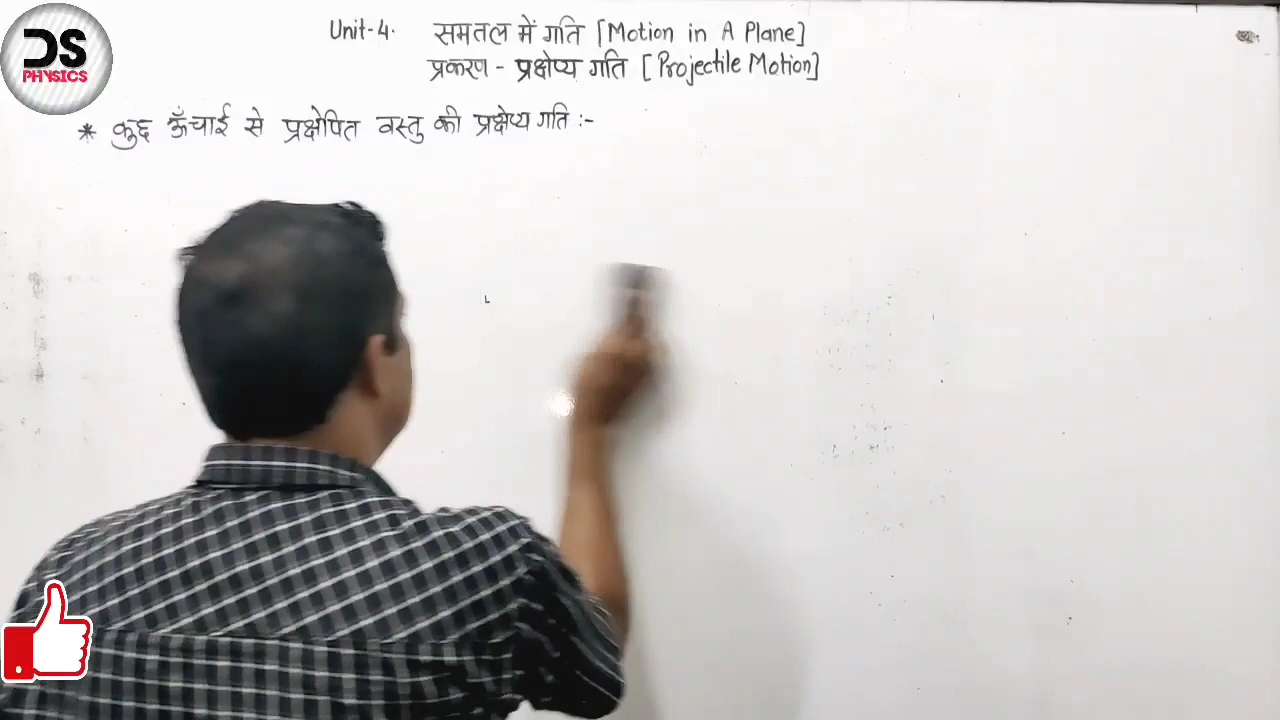 DS
PHYSICS
Unit-4. समतल में गति [Motion in A Plane]
प्रकरण - प्रक्षेप्य गति [Projectile Motion]
* कुछ ऊँचाई से प्रक्षेपित वस्तु की प्रक्षेप्य गति :-